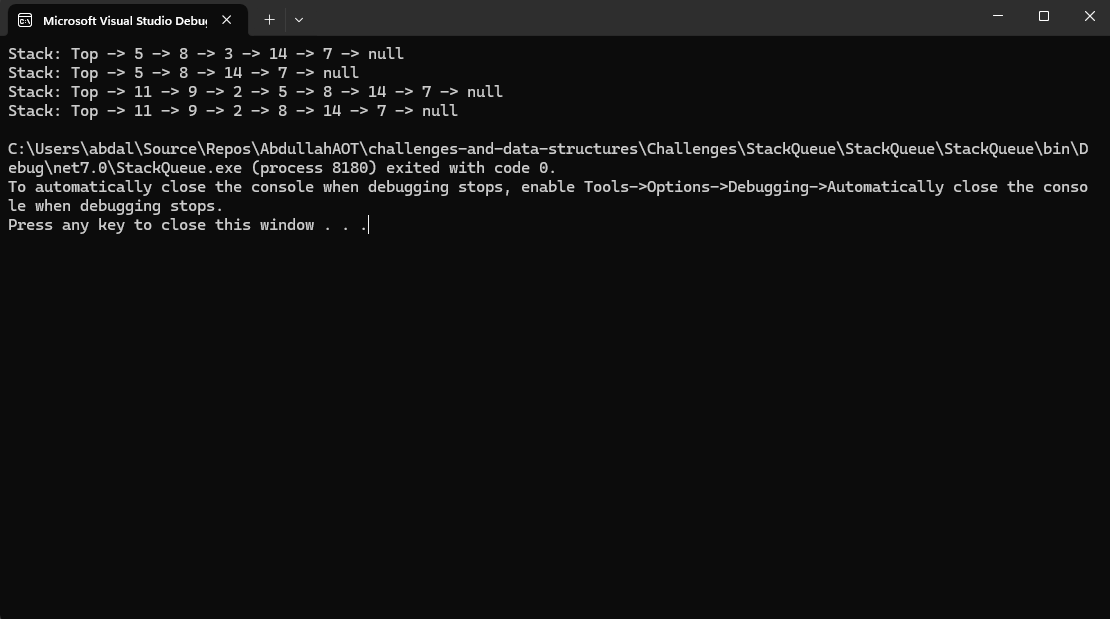 Microsoft Visual Studio Debu
Stack: Top -> 5 -> 8 -> 3 -> 14 -> 7 -> null
Stack: Top -> 5 -> 8 -> 14 -> 7 -> null
Stack: Top -> 11 -> 9 -> 2 -> 5 -> 8 -> 14 -> 7 -> null
Stack: Top -> 11 -> 9 -> 2 -> 8 -> 14 -> 7 -> null
C:\Users\abdal\Source\Repos\AbdullahAOT\challenges-and-data-structures\Challenges\StackQueue\StackQueue\StackQueue\bin\D
ebug\net7.0\StackQueue.exe (process 8180) exited with code 0.
To automatically close the console when debugging stops, enable Tools->Options->Debugging->Automatically close the conso
le when debugging stops.
Press any key to close this window . . .